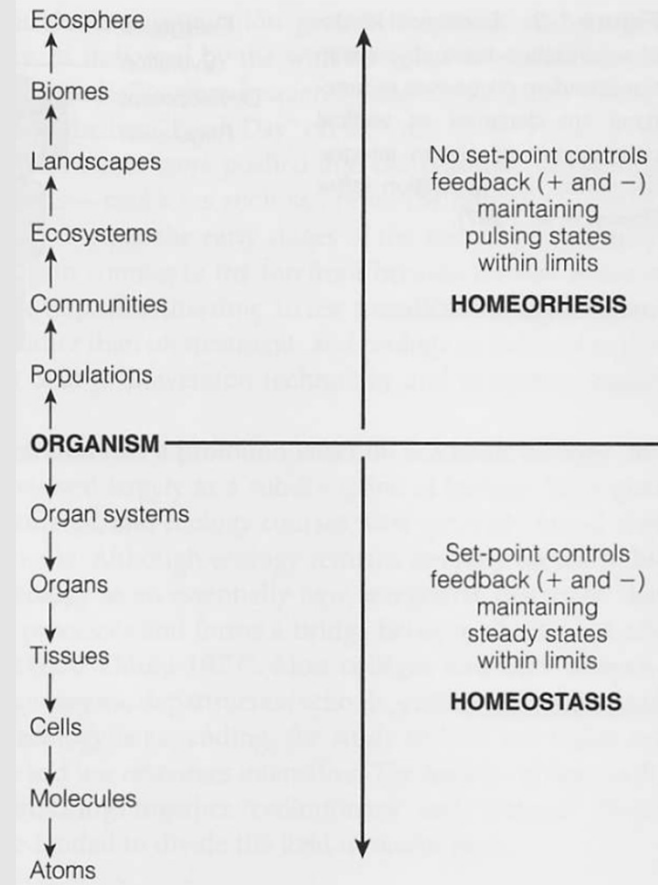 Ecosphere
Biomes
Landscapes
Ecosystems
Communities
Populations
ORGANISM
Organ systems
Organs
Tissues
Cells
Molecules
Atoms
No set-point controls
feedback (+ and −)
maintaining
pulsing states
within limits
HOMEORHESIS
Set-point controls
feedback (+ and −)
maintaining
steady states
within limits
HOMEOSTASIS